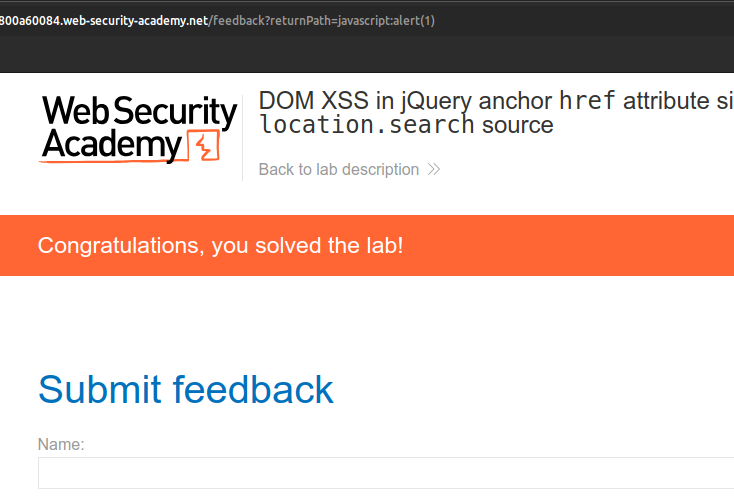 800a60084.web-security-academy.net/feedback?returnPath=javascript:alert(1)
Web Security
Academy
DOM XSS in jQuery anchor href attribute si
location.search source
Back to lab description
Congratulations, you solved the lab!
Submit feedback
Name: